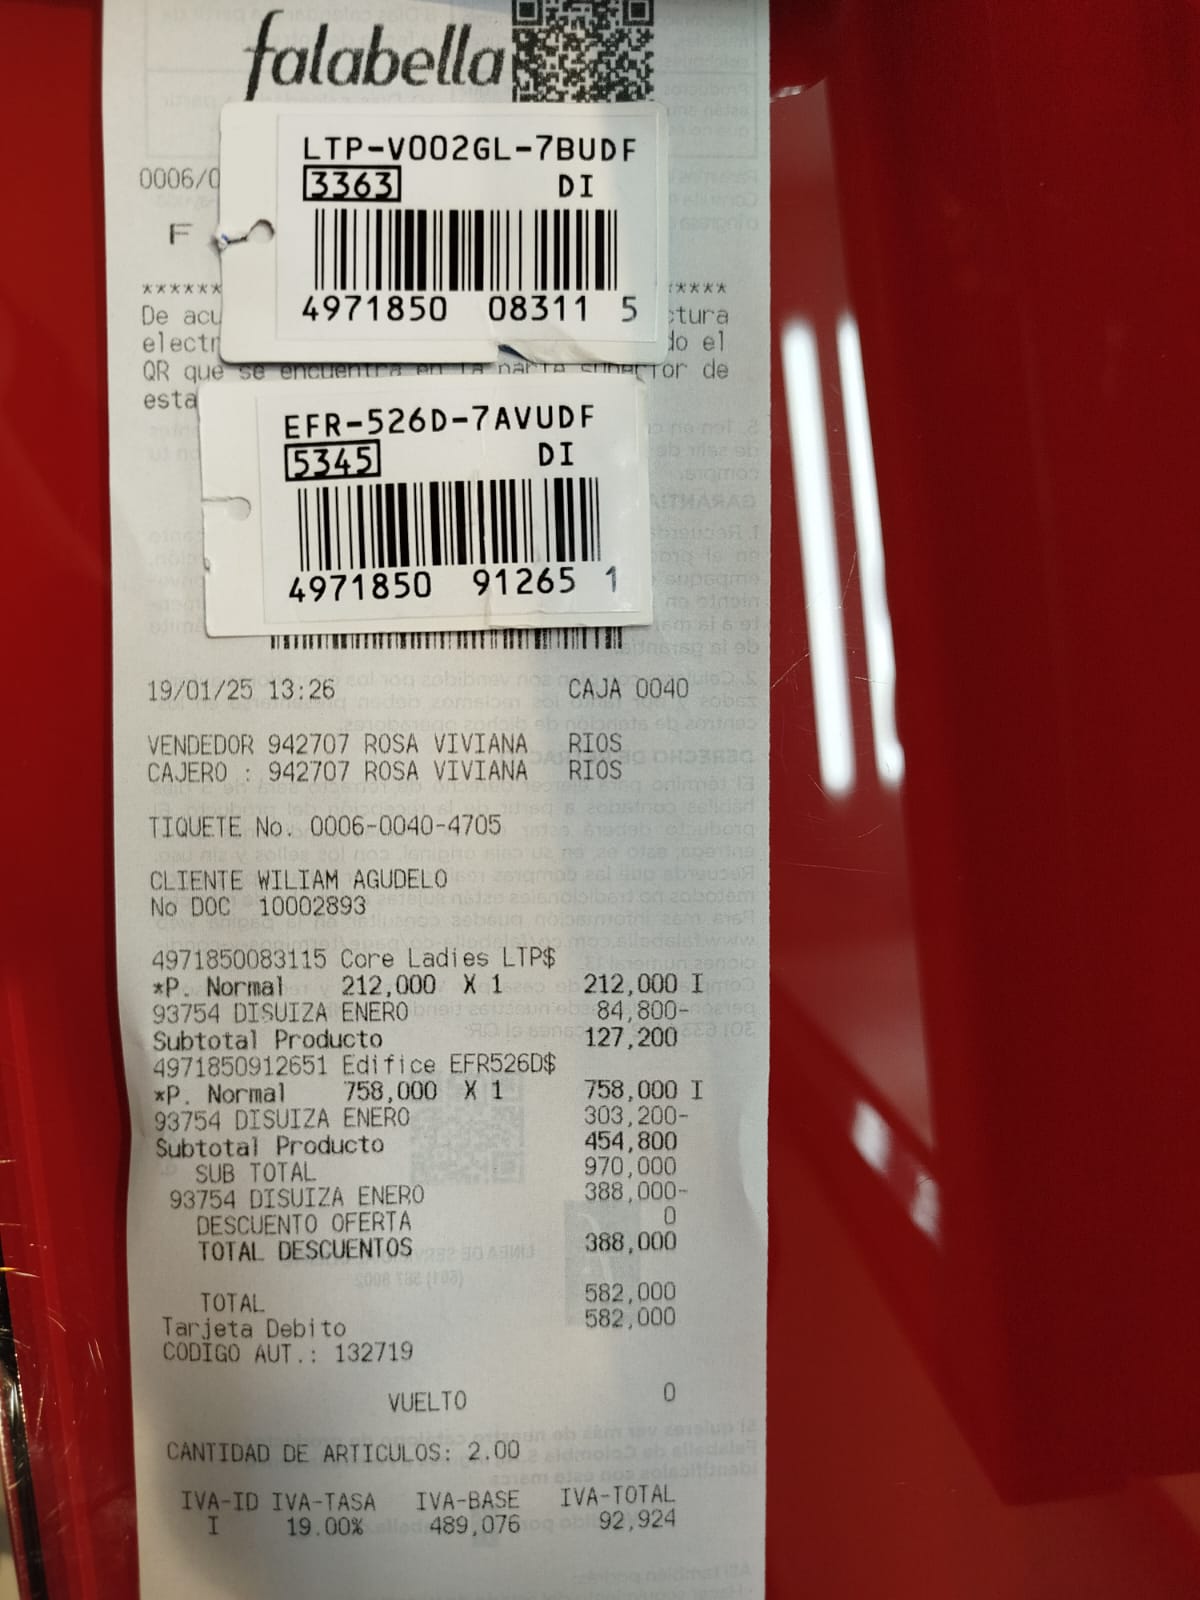 falabella
LTP-V002GL-7BUDF
3363 DI
4971850 08311 5
0006/0
F
De acu ctura
electr do el
QR que se encuentra en la parte superior de
esta
EFR-526D-7AVUDF
5345 DI
4971850 91265 1
19/01/25 13:26 CAJA 0040
VENDEDOR 942707 ROSA VIVIANA RIOS
CAJERO : 942707 ROSA VIVIANA RIOS
TIQUETE No. 0006-0040-4705
CLIENTE WILIAM AGUDELO
No DOC 10002893
4971850083115 Core Ladies LTP$
*P. Normal 212,000 X 1 212,000 I
93754 DISUIZA ENERO 84,800-
Subtotal Producto 127,200
4971850912651 Edifice EFR526D$
*P. Normal 758,000 X 1 758,000 I
93754 DISUIZA ENERO 303,200-
Subtotal Producto 454,800
SUB TOTAL 970,000
93754 DISUIZA ENERO 388,000-
DESCUENTO OFERTA 0
TOTAL DESCUENTOS 388,000
TOTAL 582,000
Tarjeta Debito 582,000
CODIGO AUT.: 132719
VUELTO 0
CANTIDAD DE ARTICULOS: 2.00
IVA-ID IVA-TASA IVA-BASE IVA-TOTAL
I 19.00% 489,076 92,924